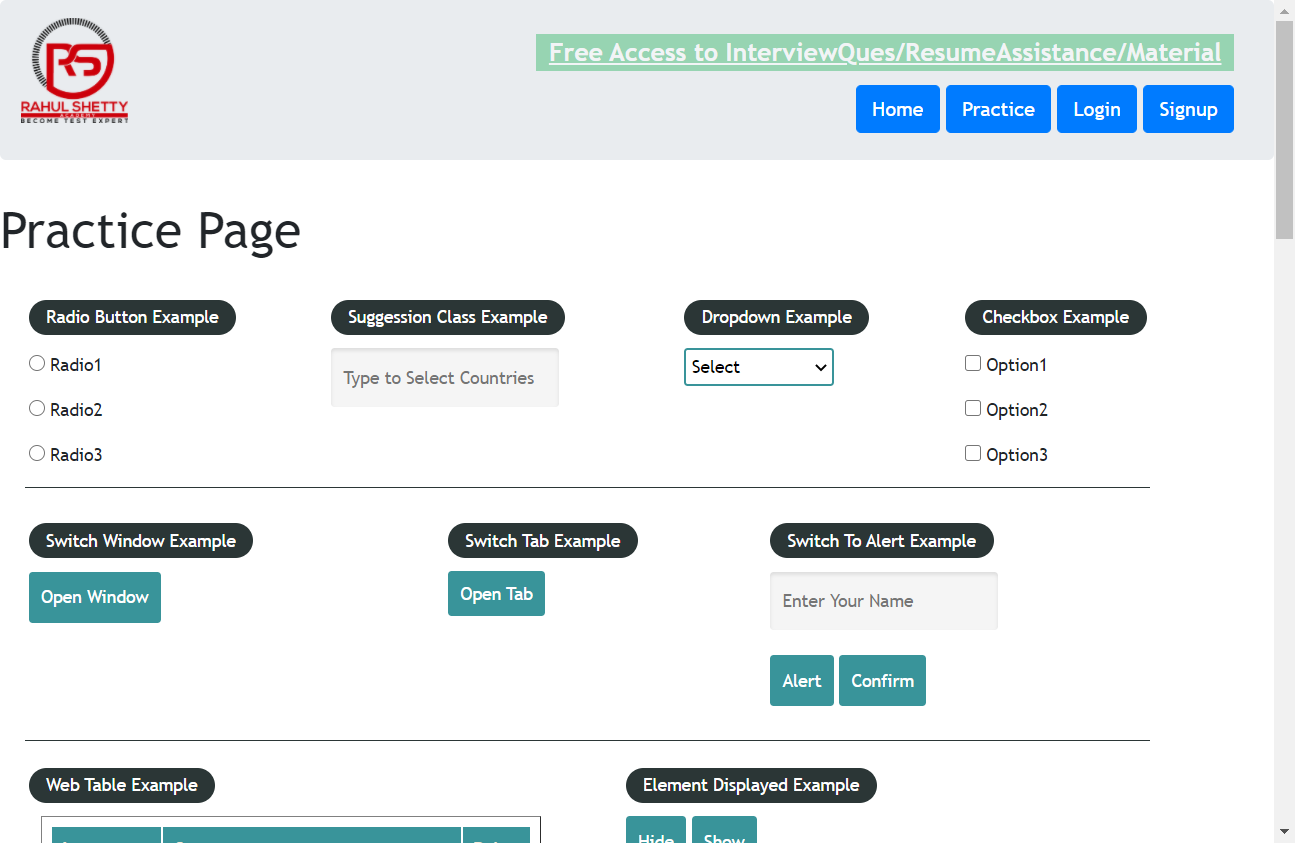 RAHUL SHETTY
ACADEMY
BECOME TEST EXPERT
Free Access to InterviewQues/ResumeAssistance/Material
Home Practice Login Signup
Practice Page
Radio Button Example
Radio1
Radio2
Radio3
Suggession Class Example
Type to Select Countries
Dropdown Example
Select
Checkbox Example
Option1
Option2
Option3
Switch Window Example
Open Window
Switch Tab Example
Open Tab
Switch To Alert Example
Enter Your Name
Alert Confirm
Web Table Example
Element Displayed Example
Hide Show